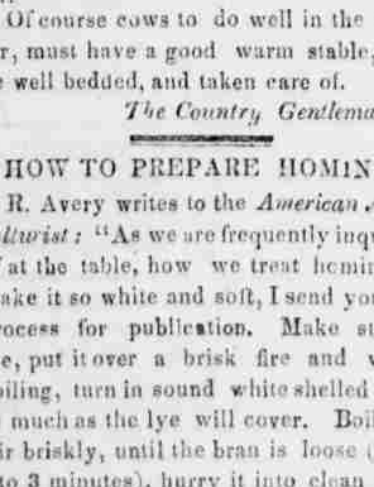 Of course cows to do well in the
r, must have a good warm stable,
well bedded, and taken care of.
The Country Gentlema
HOW TO PREPARE HOMIN
R. Avery writes to the American
lturist: "As we are frequently inq
at the table, how we treat homin
ake it so white and soft, I send yo
rocess for publication. Make st
e, put it over a brisk fire and w
oiling, turn in sound white shelled
much as the lye will cover. Boil
ir briskly, until the bran is loose (
to 3 minutes), hurry it into clean